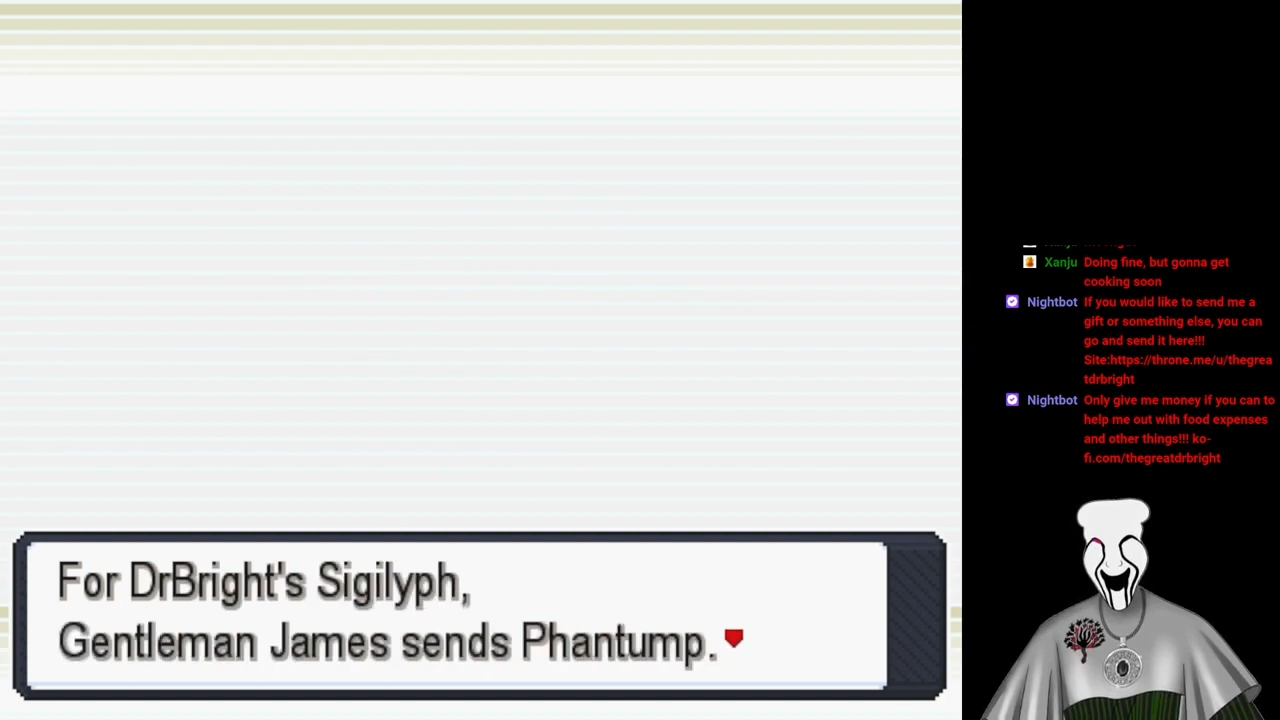 For DrBright's Sigilyph,
Gentleman James sends Phantump.
Xanju Doing fine, but gonna get
cooking soon
Nightbot If you would like to send me a
gift or something else, you can
go and send it here!!!
Site:https://throne.me/u/thegrea
tdrbright
Nightbot Only give me money if you can to
help me out with food expenses
and other things!!! ko-
fi.com/thegreatdrbright